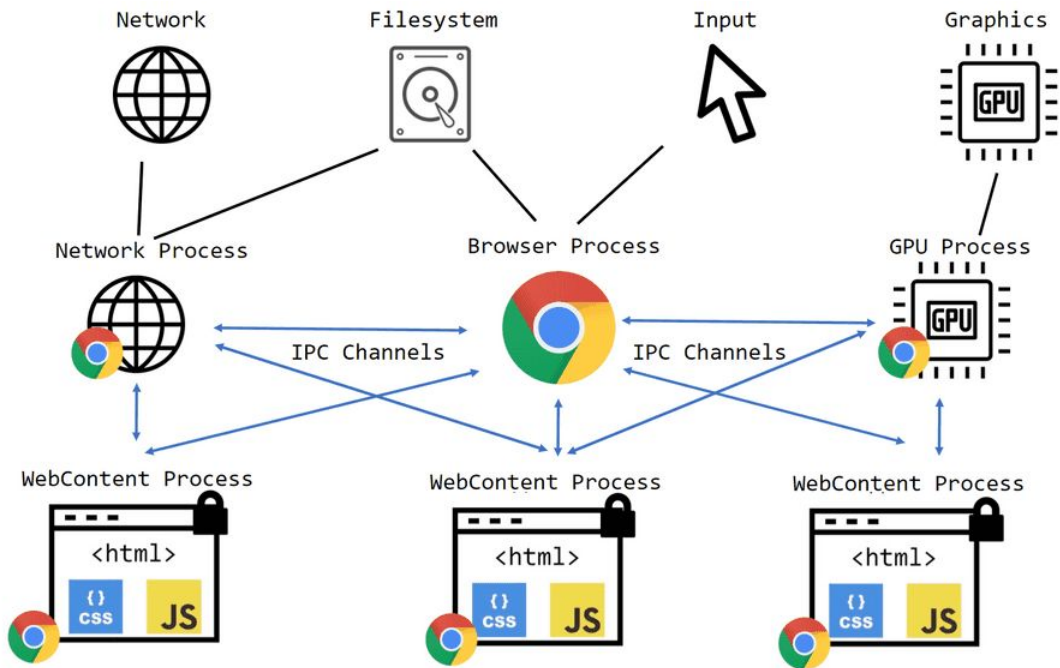 Network
Filesystem
Input
Graphics
GPU
Network Process
Browser Process
GPU Process
GPU
IPC Channels
IPC Channels
WebContent Process
WebContent Process
WebContent Process
<html>
<html>
<html>
{ }
CSS
JS
{ }
CSS
JS
{ }
CSS
JS